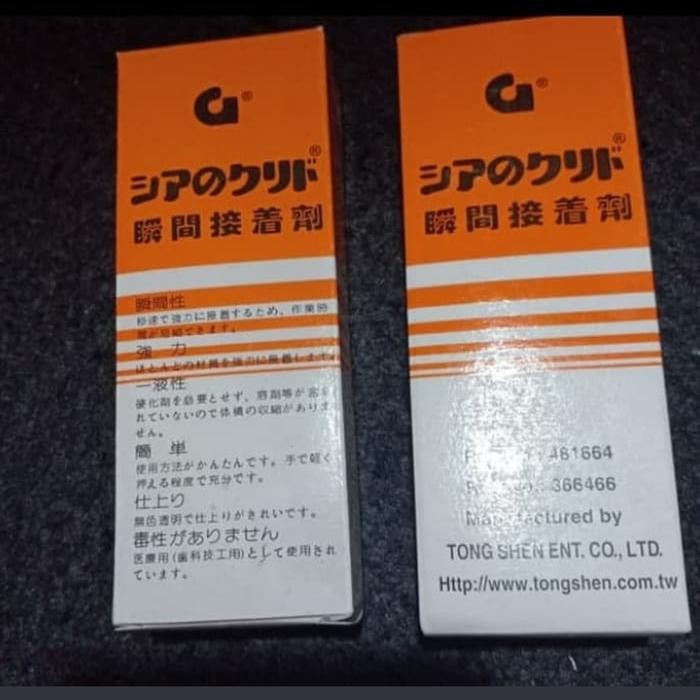 G®
シアのクリド®
瞬間接着剤
瞬間性
秒速で強力に接着するため、作業時
間が短縮できます。
強 力
ほとんどの材質を強力に接着します。
一液性
硬化剤を必要とせず、溶剤等が含ま
れていないので体積の収縮がありま
せん。
簡 単
使用方法がかんたんです。手で軽く
押える程度で充分です。
仕上り
無色透明で仕上りがきれいです。
毒性がありません
医療用(歯科技工用)として使用され
ています。
G®
シアのクリド®
瞬間接着剤
461664
366466
Manufactured by
TONG SHEN ENT. CO., LTD.
Http://www.tongshen.com.tw